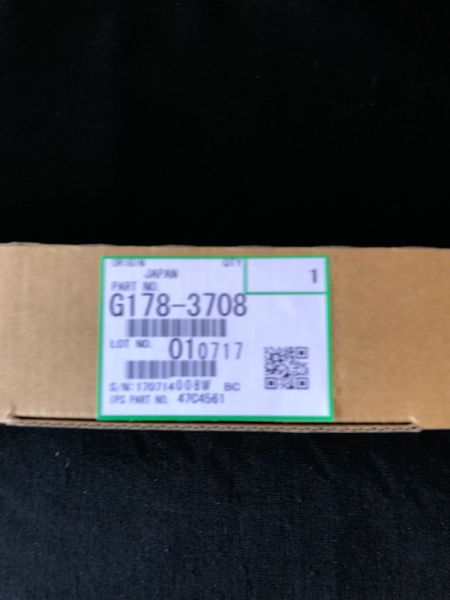 ORIGIN QTY
JAPAN 1
PART NO.
G178-3708
LOT NO. 010717
S/N:170714008W BC
IPS PART NO. 47C4561